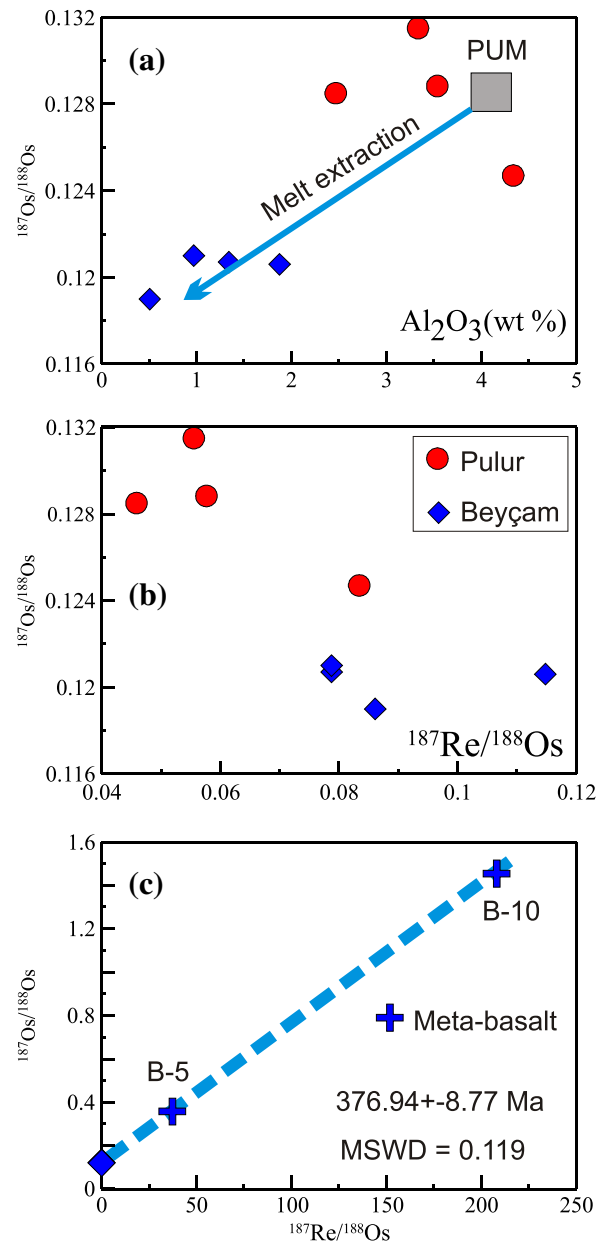 0.132
(a)
PUM
0.128
Melt extraction
0.124
187Os/188Os
0.12
Al2O3(wt %)
0.116
0 1 2 3 4 5
0.132
Pulur
0.128
Beyçam
187Os/188Os
0.124
(b)
0.12
187Re/188Os
0.116
0.04 0.06 0.08 0.1 0.12
1.6
(c)
B-10
1.2
187Os/188Os
0.8
Meta-basalt
B-5
0.4
376.94+-8.77 Ma
MSWD = 0.119
0
0 50 100 150 200 250
187Re/188Os